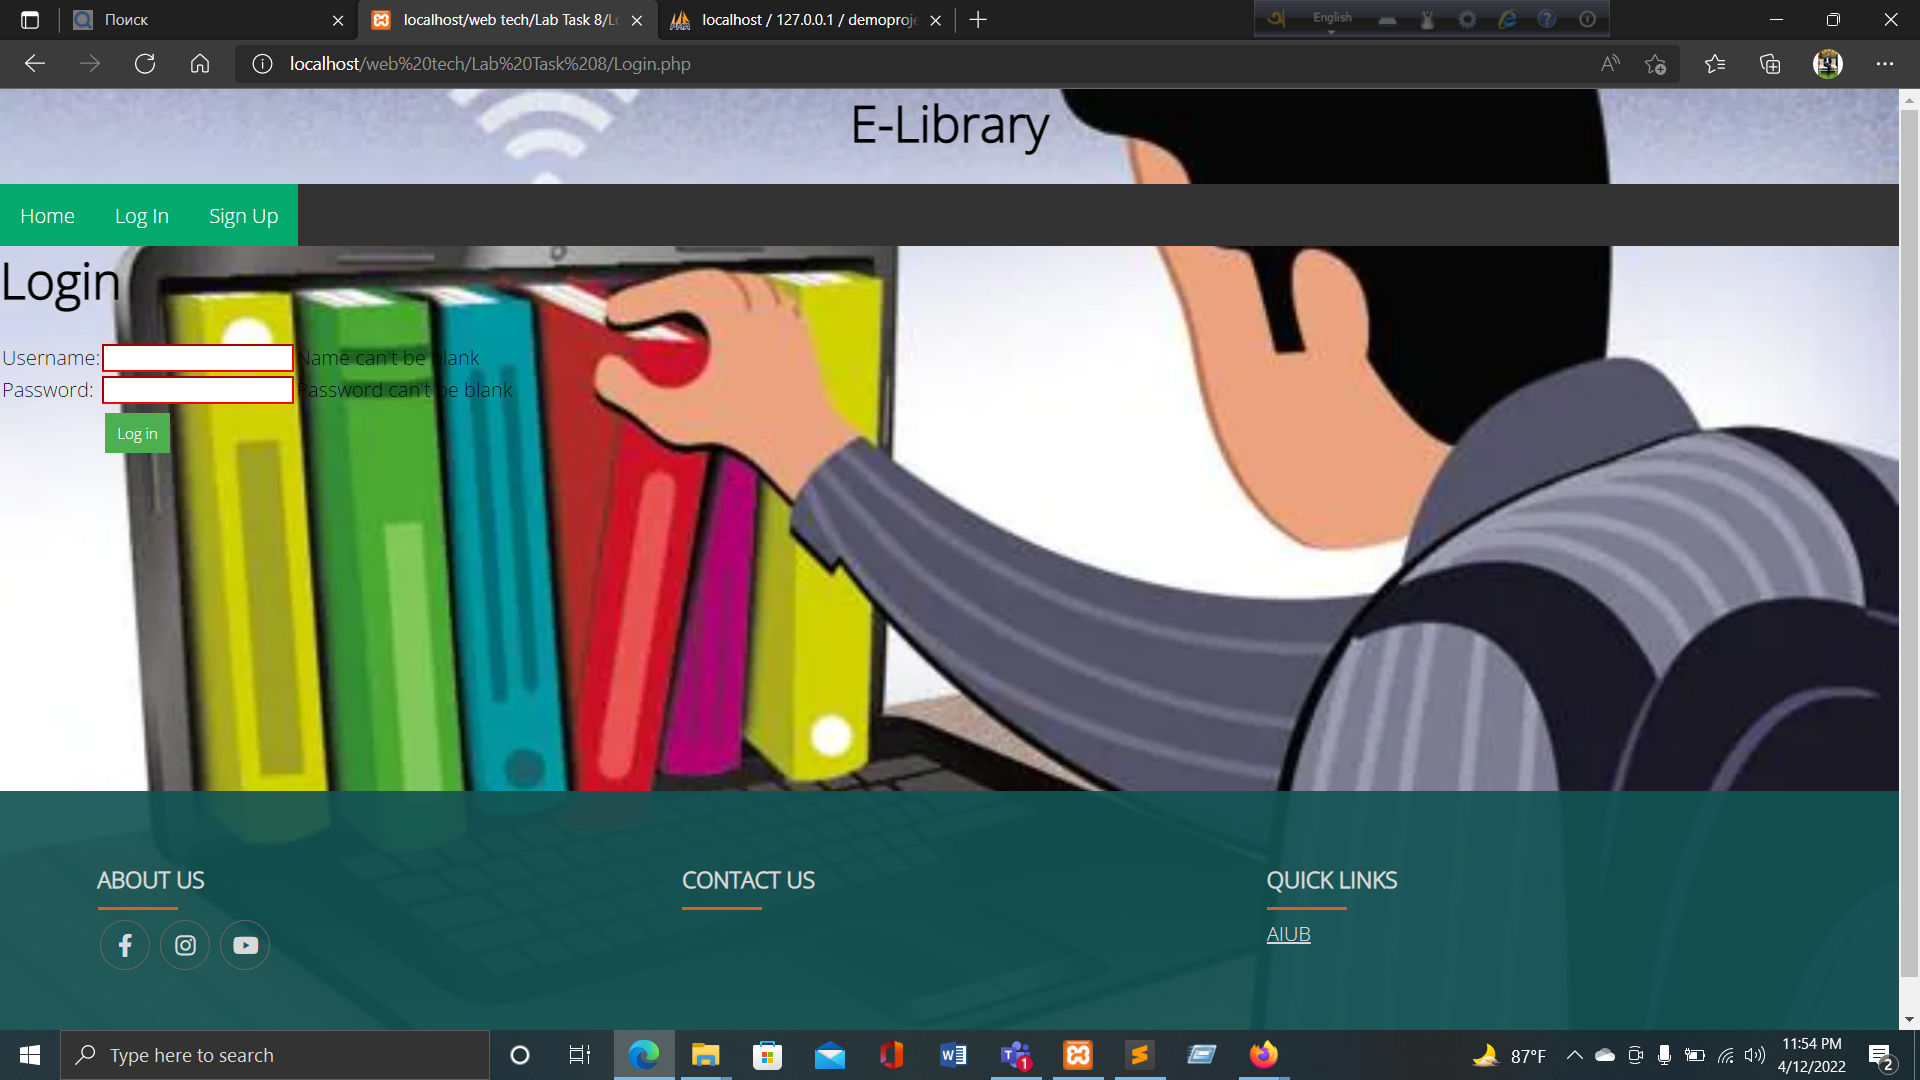 Поиск
localhost/web tech/Lab Task 8/Lo
localhost / 127.0.0.1 / demoproje
English
localhost/web%20tech/Lab%20Task%208/Login.php
E-Library
Home Log In Sign Up
Login
Username: Name can't be blank
Password: Password can't be blank
Log in
ABOUT US CONTACT US QUICK LINKS
AIUB
Type here to search
87°F
11:54 PM
4/12/2022
1
2